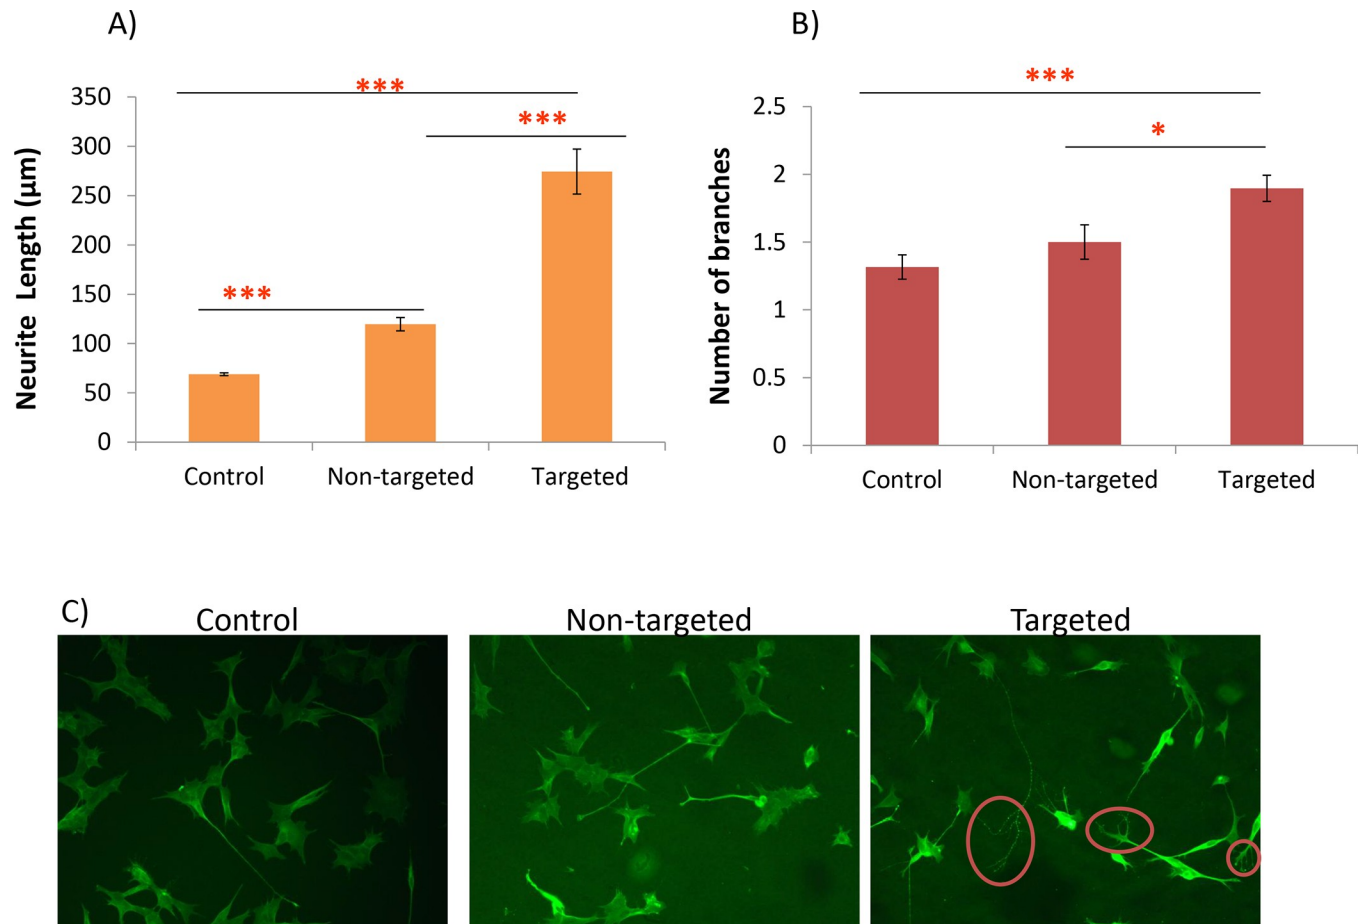 A)
***
***
***
350
300
250
200
150
100
50
0
Neurite Length (µm)
Control Non-targeted Targeted
B)
***
*
2.5
2
1.5
1
0.5
0
Number of branches
Control Non-targeted Targeted
C)
Control Non-targeted Targeted